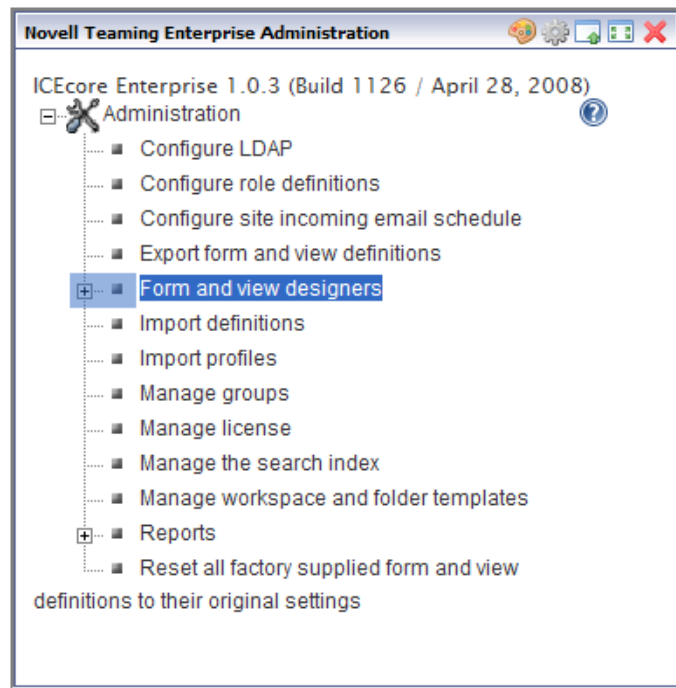 Novell Teaming Enterprise Administration
ICEcore Enterprise 1.0.3 (Build 1126 / April 28, 2008)
Administration
Configure LDAP
Configure role definitions
Configure site incoming email schedule
Export form and view definitions
Form and view designers
Import definitions
Import profiles
Manage groups
Manage license
Manage the search index
Manage workspace and folder templates
Reports
Reset all factory supplied form and view
definitions to their original settings